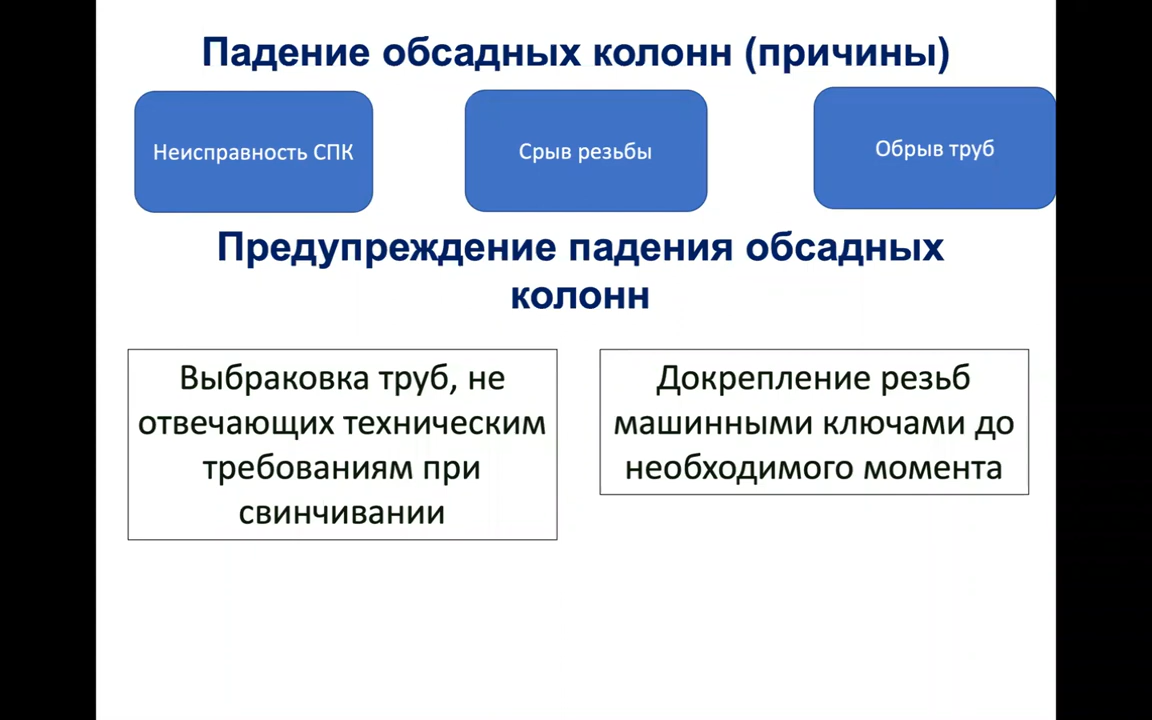 Падение обсадных колонн (причины)
Неисправность СПК
Срыв резьбы
Обрыв труб
Предупреждение падения обсадных
колонн
Выбраковка труб, не
отвечающих техническим
требованиям при
свинчивании
Докрепление резьб
машинными ключами до
необходимого момента